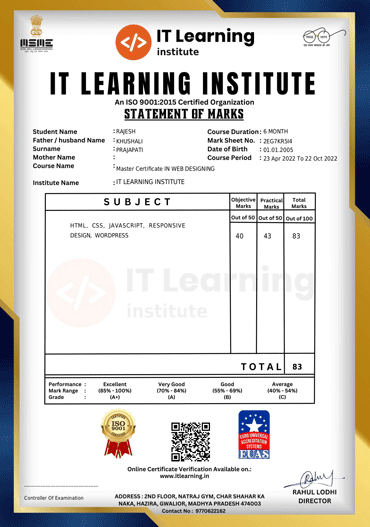 MSME
IT Learning
institute
IT LEARNING INSTITUTE
An ISO 9001:2015 Certified Organization
STATEMENT OF MARKS
Student Name : RAJESH
Course Duration : 6 MONTH
Father / husband Name : KHUSHALI
Mark Sheet No. : 2EG7KR5I4
Surname : PRAJAPATI
Date of Birth : 01.01.2005
Mother Name :
Course Period : 23 Apr 2022 To 22 Oct 2022
Course Name : Master Certificate IN WEB DESIGNING
Institute Name : IT LEARNING INSTITUTE
SUBJECT Objective Marks Practical Marks Total Marks
Out of 50 Out of 50 Out of 100
HTML, CSS, JAVASCRIPT, RESPONSIVE
DESIGN, WORDPRESS 40 43 83
IT Learning
institute
TOTAL 83
Performance : Excellent Very Good Good Average
Mark Range : (85% - 100%) (70% - 84%) (55% - 69%) (40% - 54%)
Grade : (A+) (A) (B) (C)
ISO
9001
EURO UNIVERSAL
ACCREDITATION
SYSTEMS
EUAS
Online Certificate Verification Available on.:
www.itlearning.in
Controller Of Examination
RAHUL LODHI
DIRECTOR
ADDRESS : 2ND FLOOR, NATRAJ GYM, CHAR SHAHAR KA
NAKA, HAZIRA, GWALIOR, MADHYA PRADESH 474003
Contact No : 9770622162